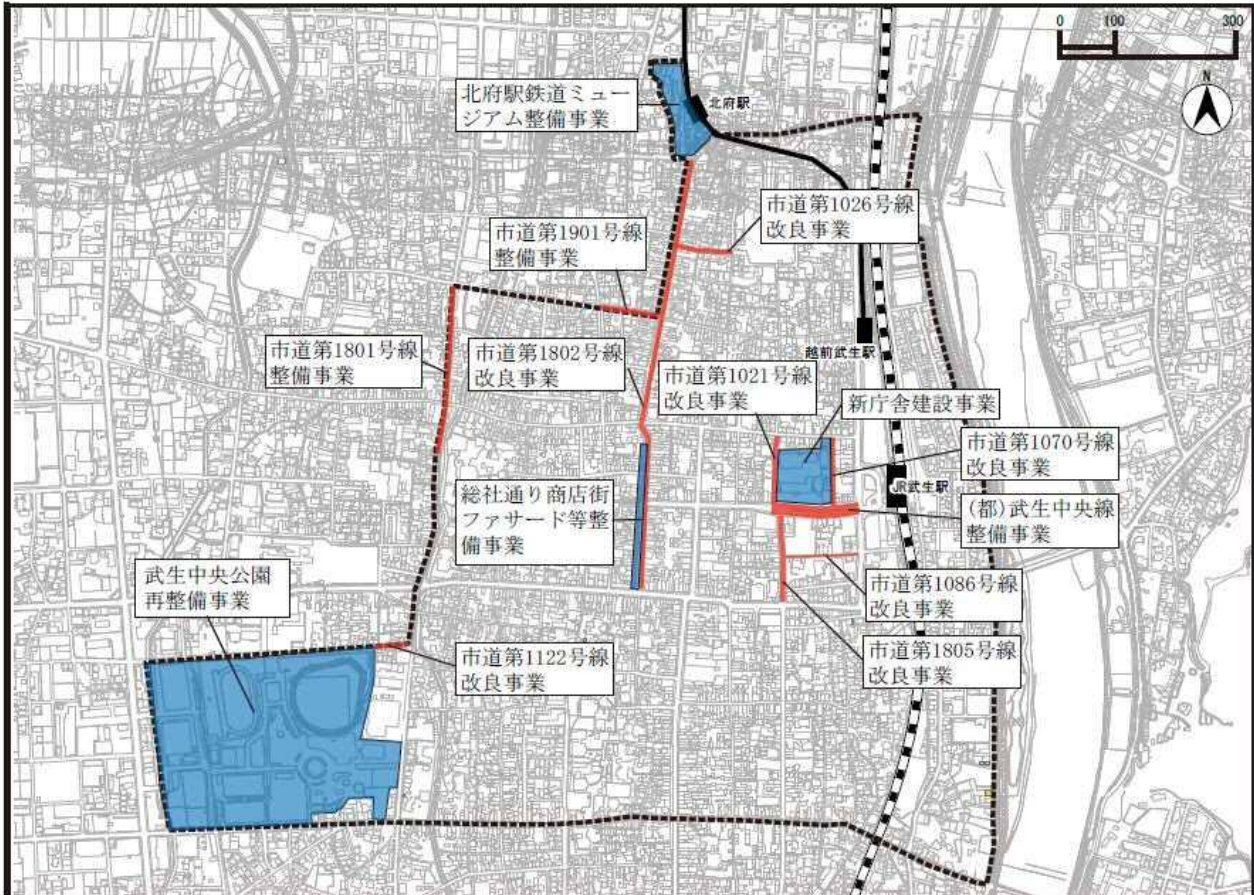 0 100 300
N
北府駅鉄道ミュー
ジアム整備事業
北府駅
市道第1026号線
改良事業
市道第1901号線
整備事業
越前武生駅
市道第1801号線
整備事業
市道第1802号線
改良事業
市道第1021号線
改良事業
新庁舎建設事業
市道第1070号線
改良事業
JR武生駅
総社通り商店街
ファサード等整
備事業
(都)武生中央線
整備事業
武生中央公園
再整備事業
市道第1086号線
改良事業
市道第1122号線
改良事業
市道第1805号線
改良事業